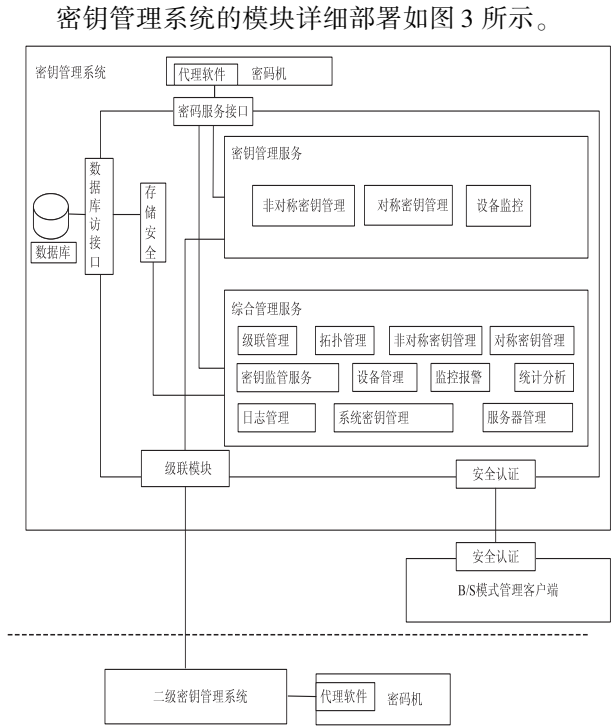 密钥管理系统的模块详细部署如图 3 所示。
密钥管理系统
代理软件
密码机
密码服务接口
数据库访接口
存储安全
数据库
密钥管理服务
非对称密钥管理
对称密钥管理
设备监控
综合管理服务
级联管理
拓扑管理
非对称密钥管理
对称密钥管理
密钥监管服务
设备管理
监控报警
统计分析
日志管理
系统密钥管理
服务器管理
级联模块
安全认证
安全认证
B/S模式管理客户端
二级密钥管理系统
代理软件
密码机